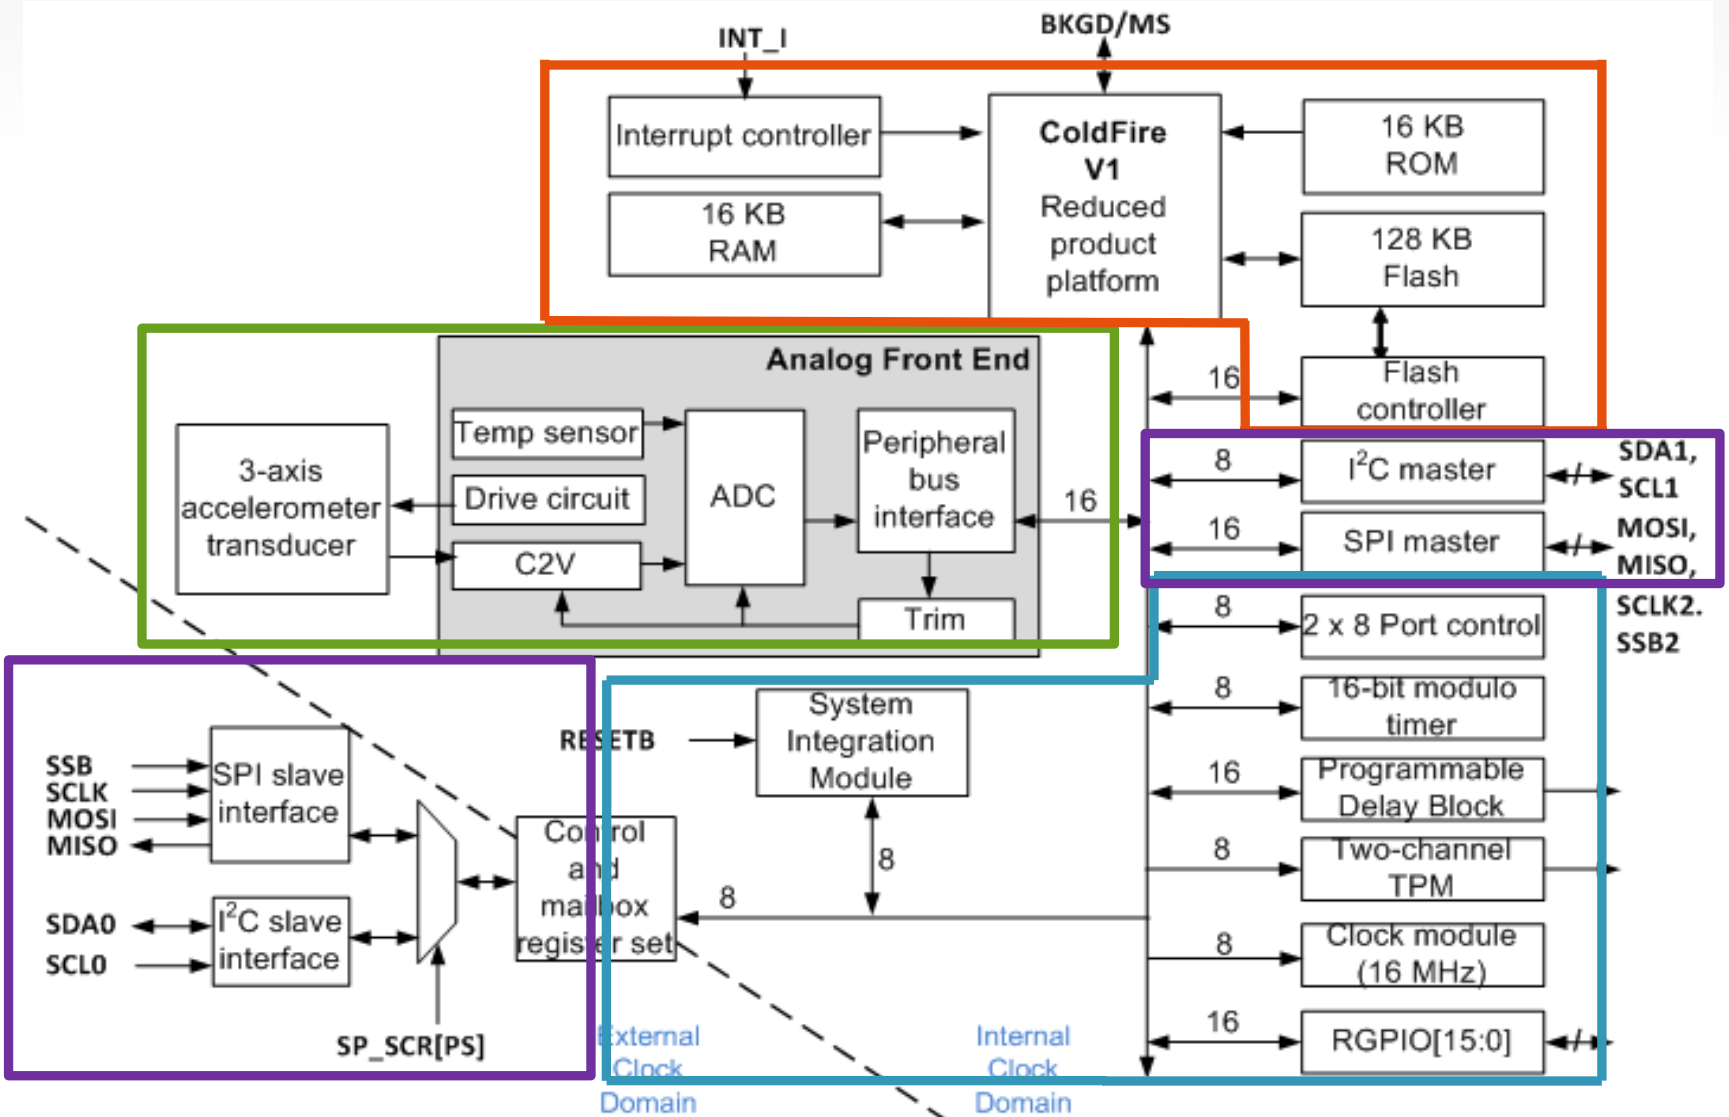 INT_I
BKGD/MS
Interrupt controller
16 KB
RAM
ColdFire
V1
Reduced
product
platform
16 KB
ROM
128 KB
Flash
16
Flash
controller
Analog Front End
3-axis
accelerometer
transducer
Temp sensor
Drive circuit
C2V
ADC
Peripheral
bus
interface
Trim
16
8
I²C master
SDA1,
SCL1
16
SPI master
MOSI,
MISO,
SCLK2.
SSB2
8
2 x 8 Port control
8
16-bit modulo
timer
16
Programmable
Delay Block
8
Two-channel
TPM
8
Clock module
(16 MHz)
16
RGPIO[15:0]
RESETB
System
Integration
Module
8
8
SSB
SCLK
MOSI
MISO
SPI slave
interface
SDA0
SCL0
I²C slave
interface
SP_SCR[PS]
Control
and
mailbox
register set
External
Clock
Domain
Internal
Clock
Domain